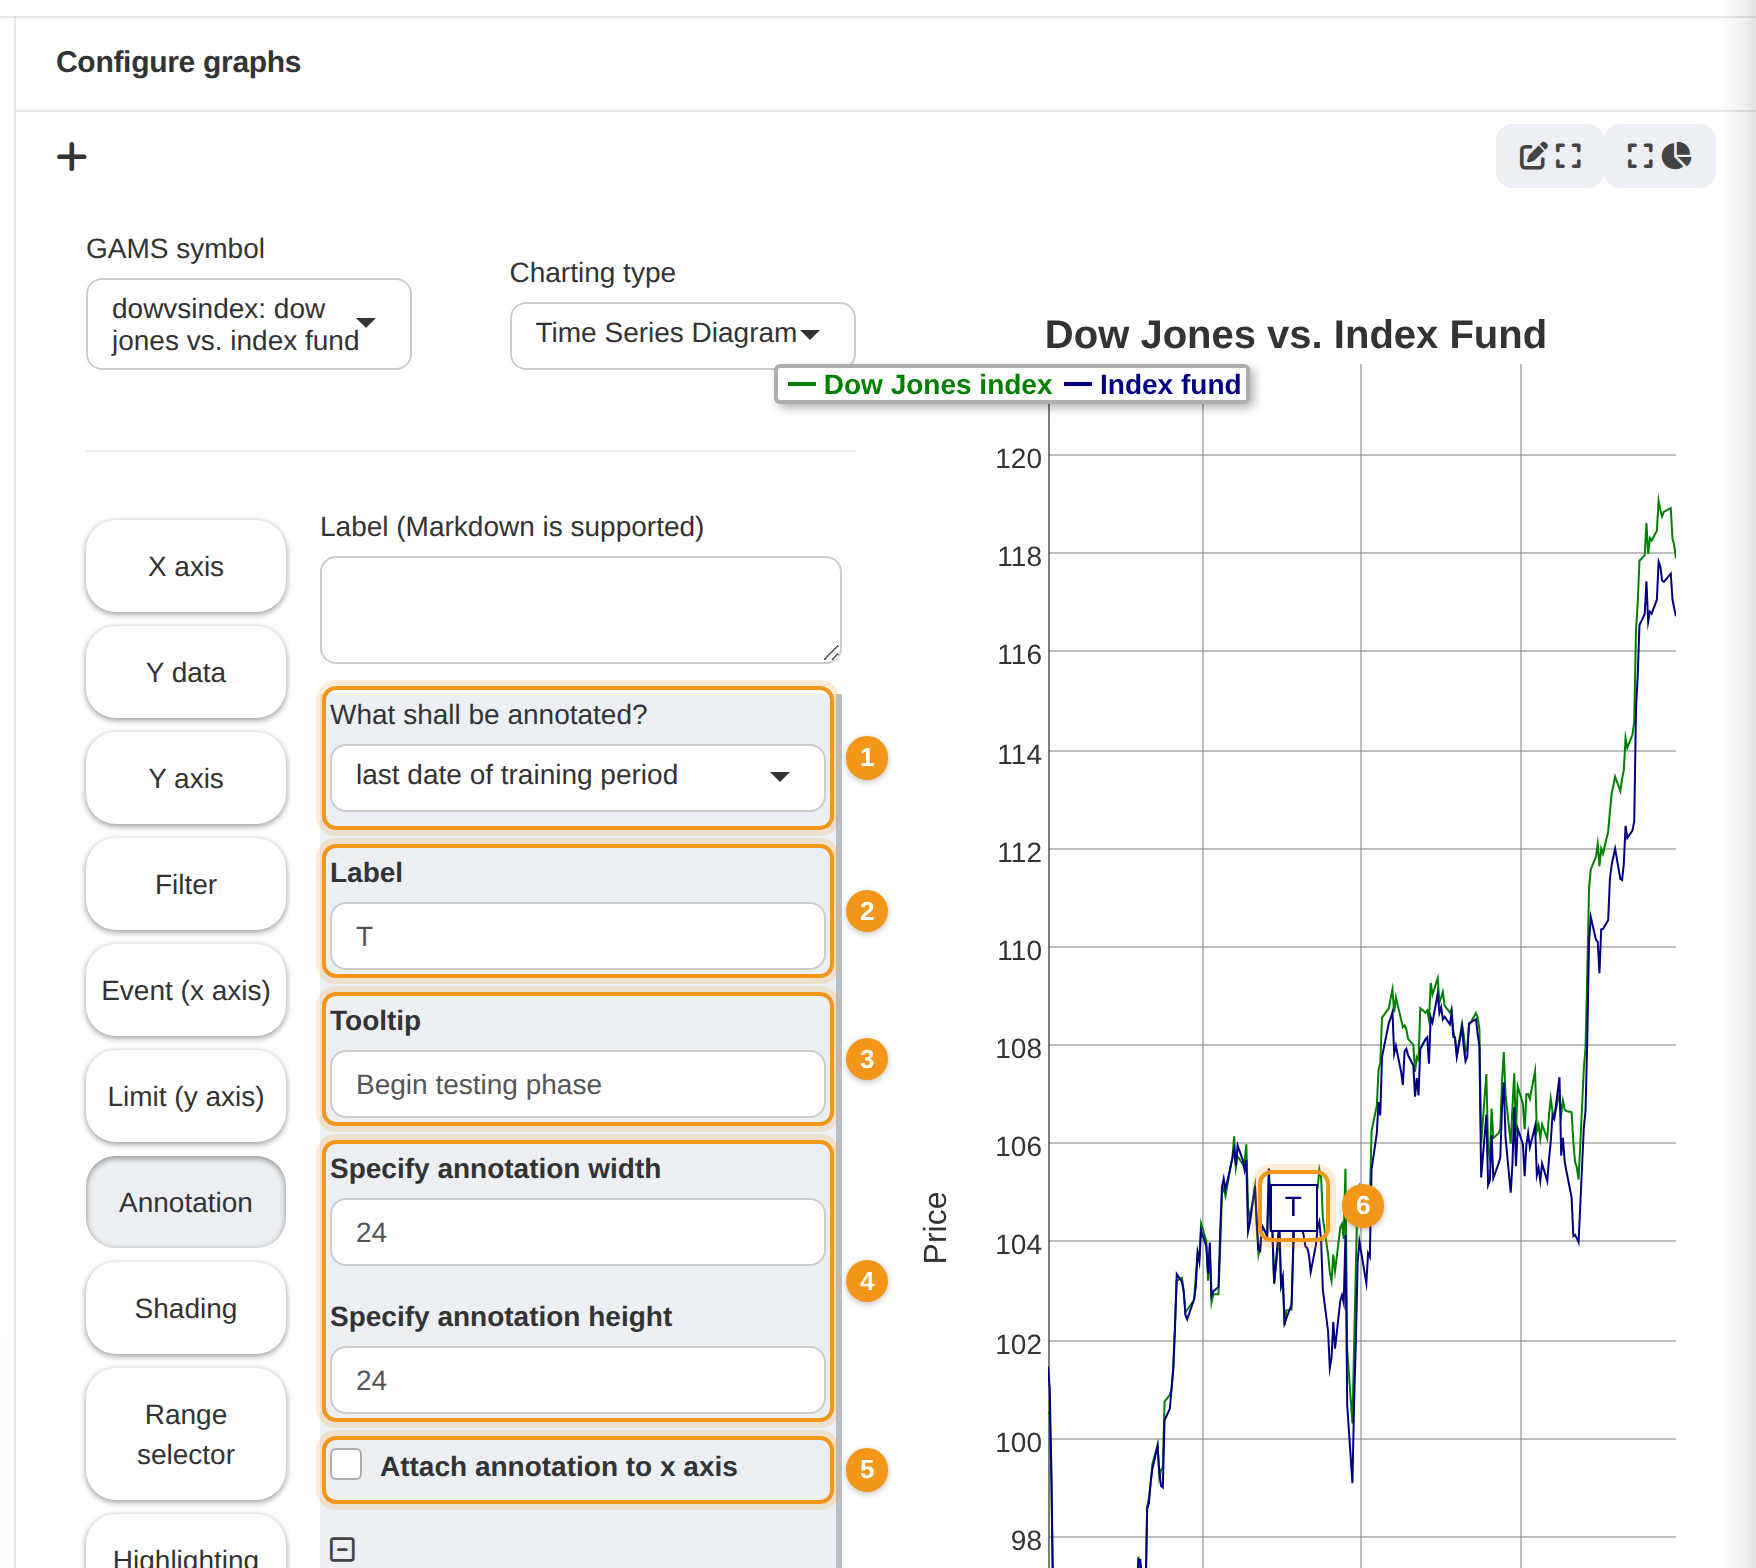 Configure graphs
GAMS symbol
dowvsindex: dow
jones vs. index fund
Charting type
Time Series Diagram
Dow Jones vs. Index Fund
Dow Jones index Index fund
X axis
Y data
Y axis
Filter
Event (x axis)
Limit (y axis)
Annotation
Shading
Range
selector
Highlighting
Label (Markdown is supported)
What shall be annotated?
last date of training period
1
Label
T
2
Tooltip
Begin testing phase
3
Specify annotation width
24
4
Specify annotation height
24
Attach annotation to x axis
5
120
118
116
114
112
110
108
106
104
102
100
98
Price
T
6